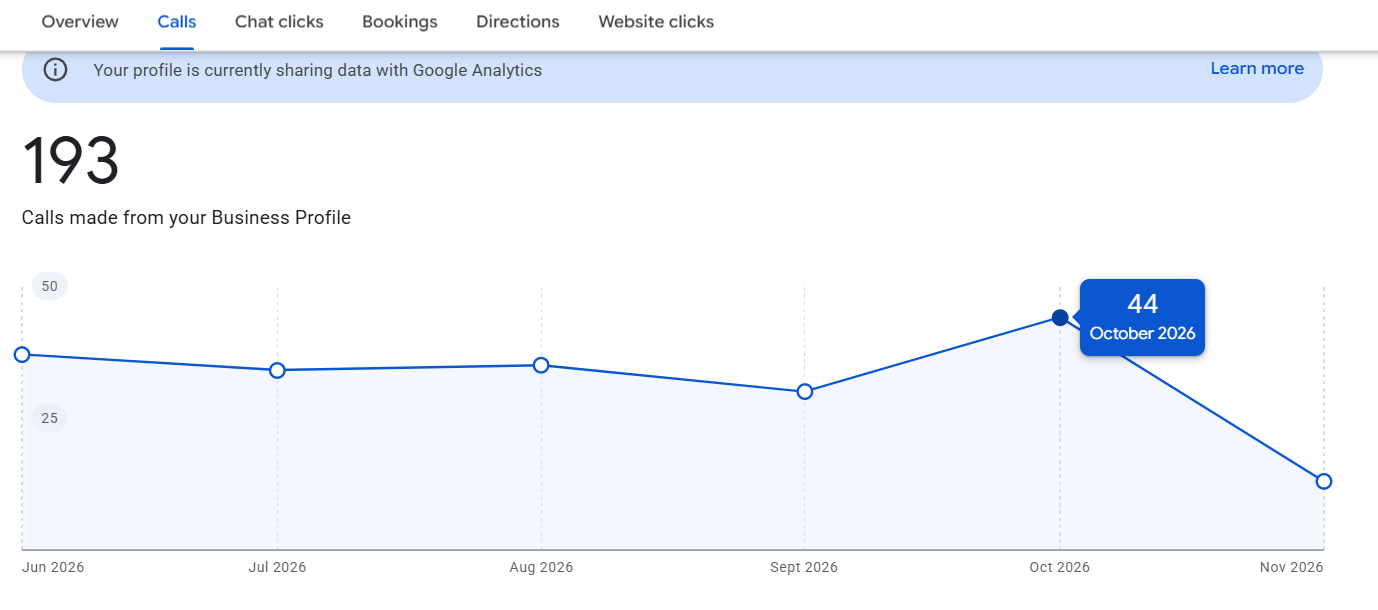 Overview Calls Chat clicks Bookings Directions Website clicks
Your profile is currently sharing data with Google Analytics Learn more
193
Calls made from your Business Profile
50
44
October 2026
25
Jun 2026 Jul 2026 Aug 2026 Sept 2026 Oct 2026 Nov 2026